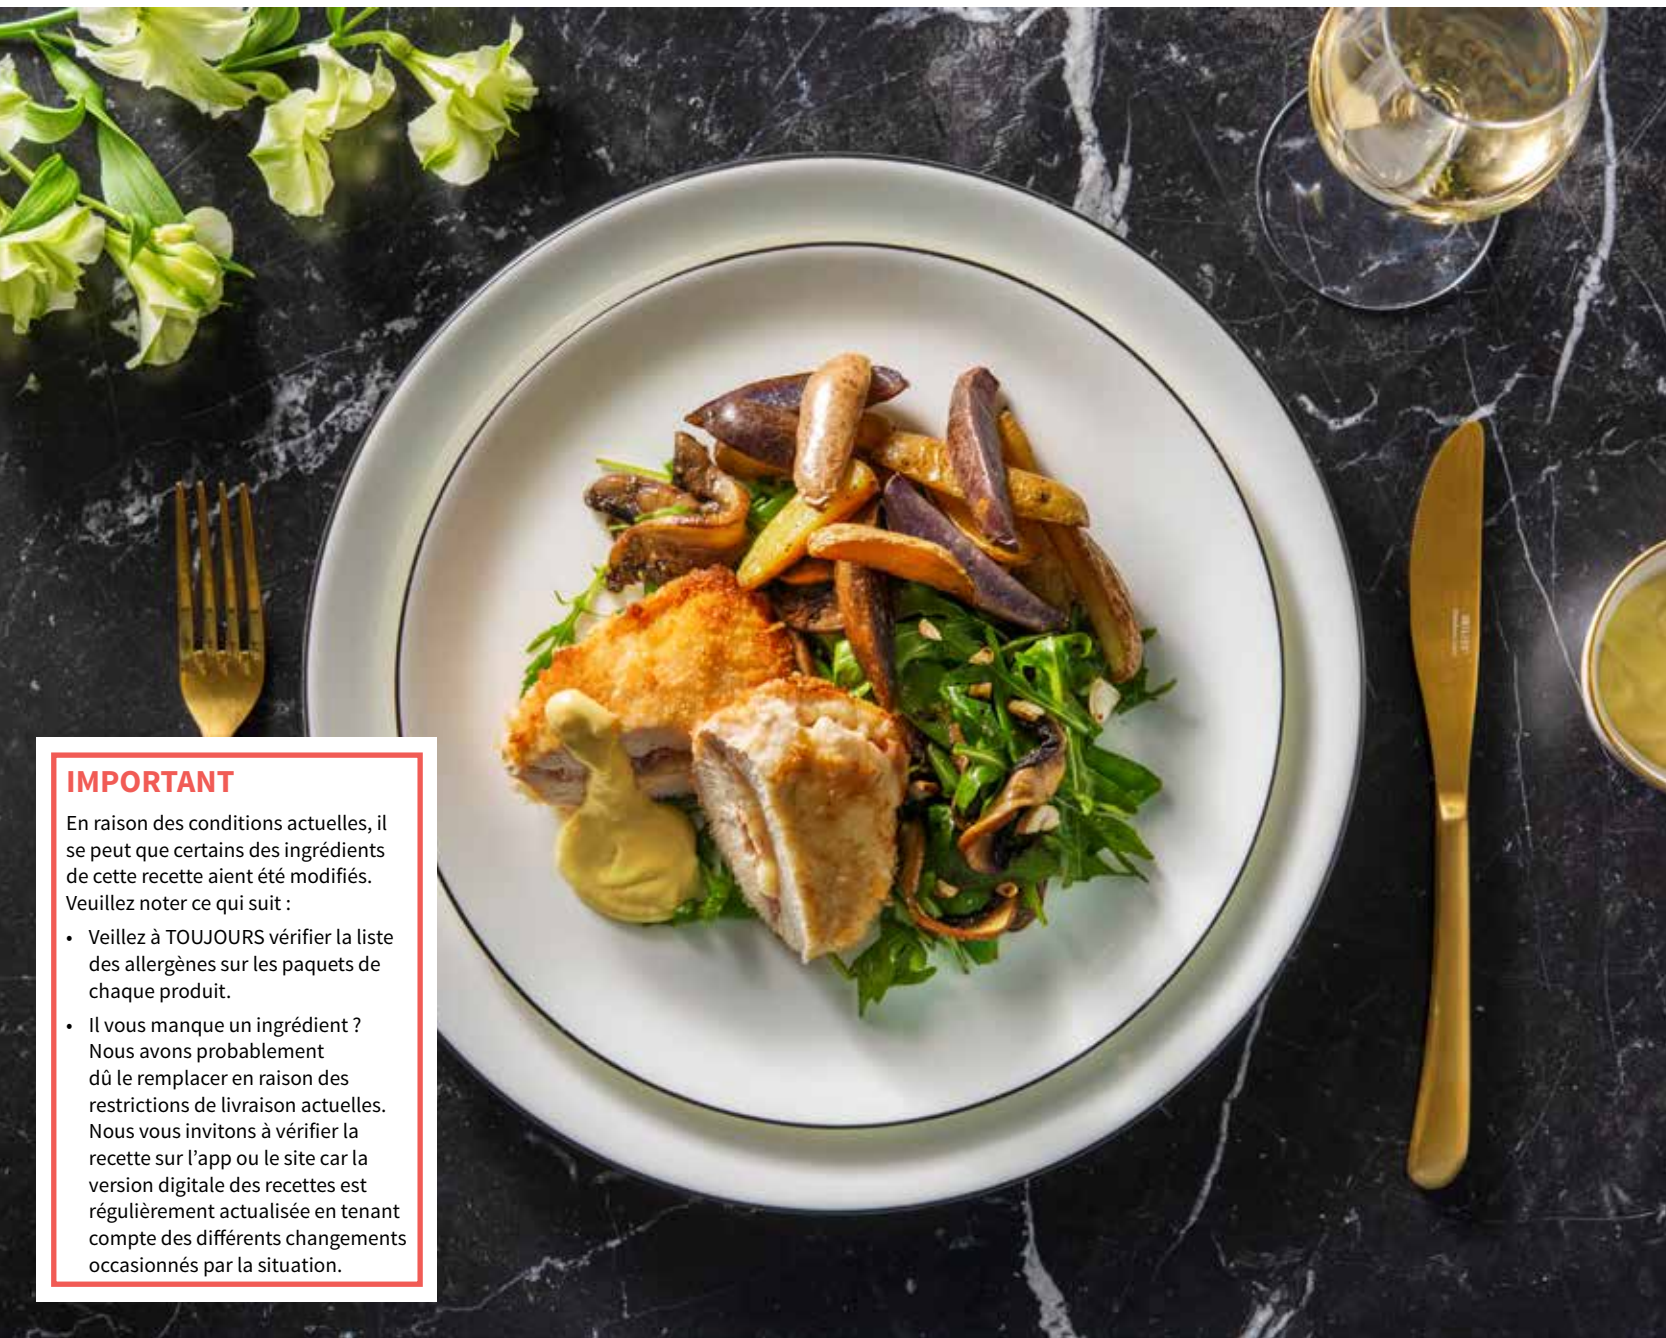 IMPORTANT
En raison des conditions actuelles, il
se peut que certains des ingrédients
de cette recette aient été modifiés.
Veuillez noter ce qui suit :
• Veillez à TOUJOURS vérifier la liste
des allergènes sur les paquets de
chaque produit.
• Il vous manque un ingrédient ?
Nous avons probablement
dû le remplacer en raison des
restrictions de livraison actuelles.
Nous vous invitons à vérifier la
recette sur l’app ou le site car la
version digitale des recettes est
régulièrement actualisée en tenant
compte des différents changements
occasionnés par la situation.